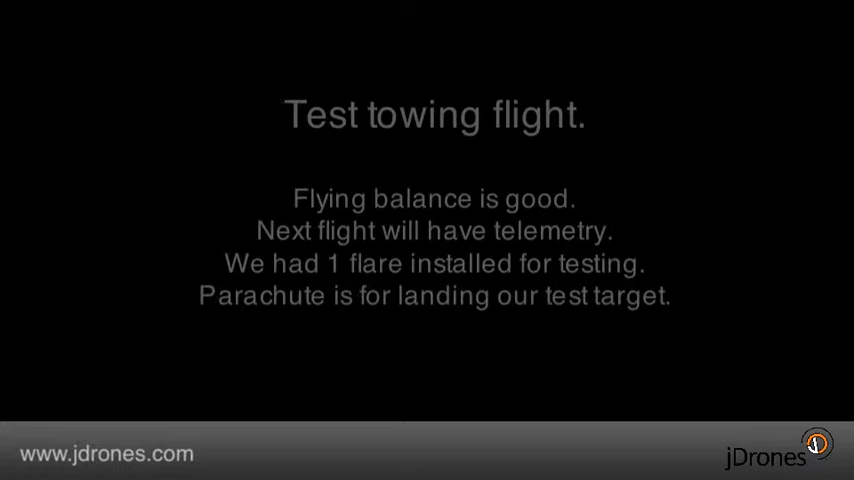 Test towing flight.
Flying balance is good.
Next flight will have telemetry.
We had 1 flare installed for testing.
Parachute is for landing our test target.
www.jdrones.com
jDrones